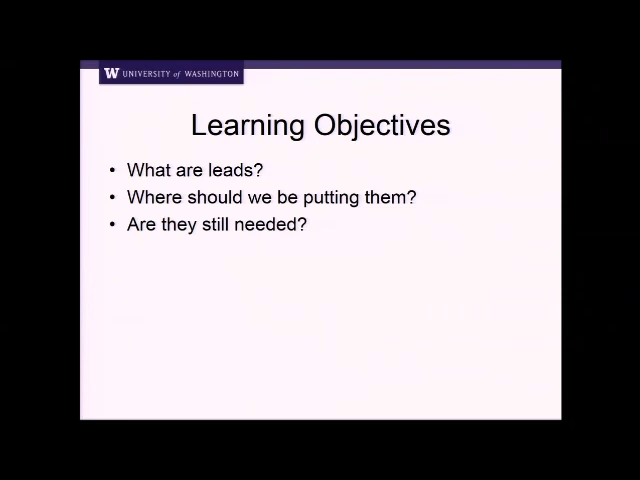 W UNIVERSITY of WASHINGTON
Learning Objectives
• What are leads?
• Where should we be putting them?
• Are they still needed?